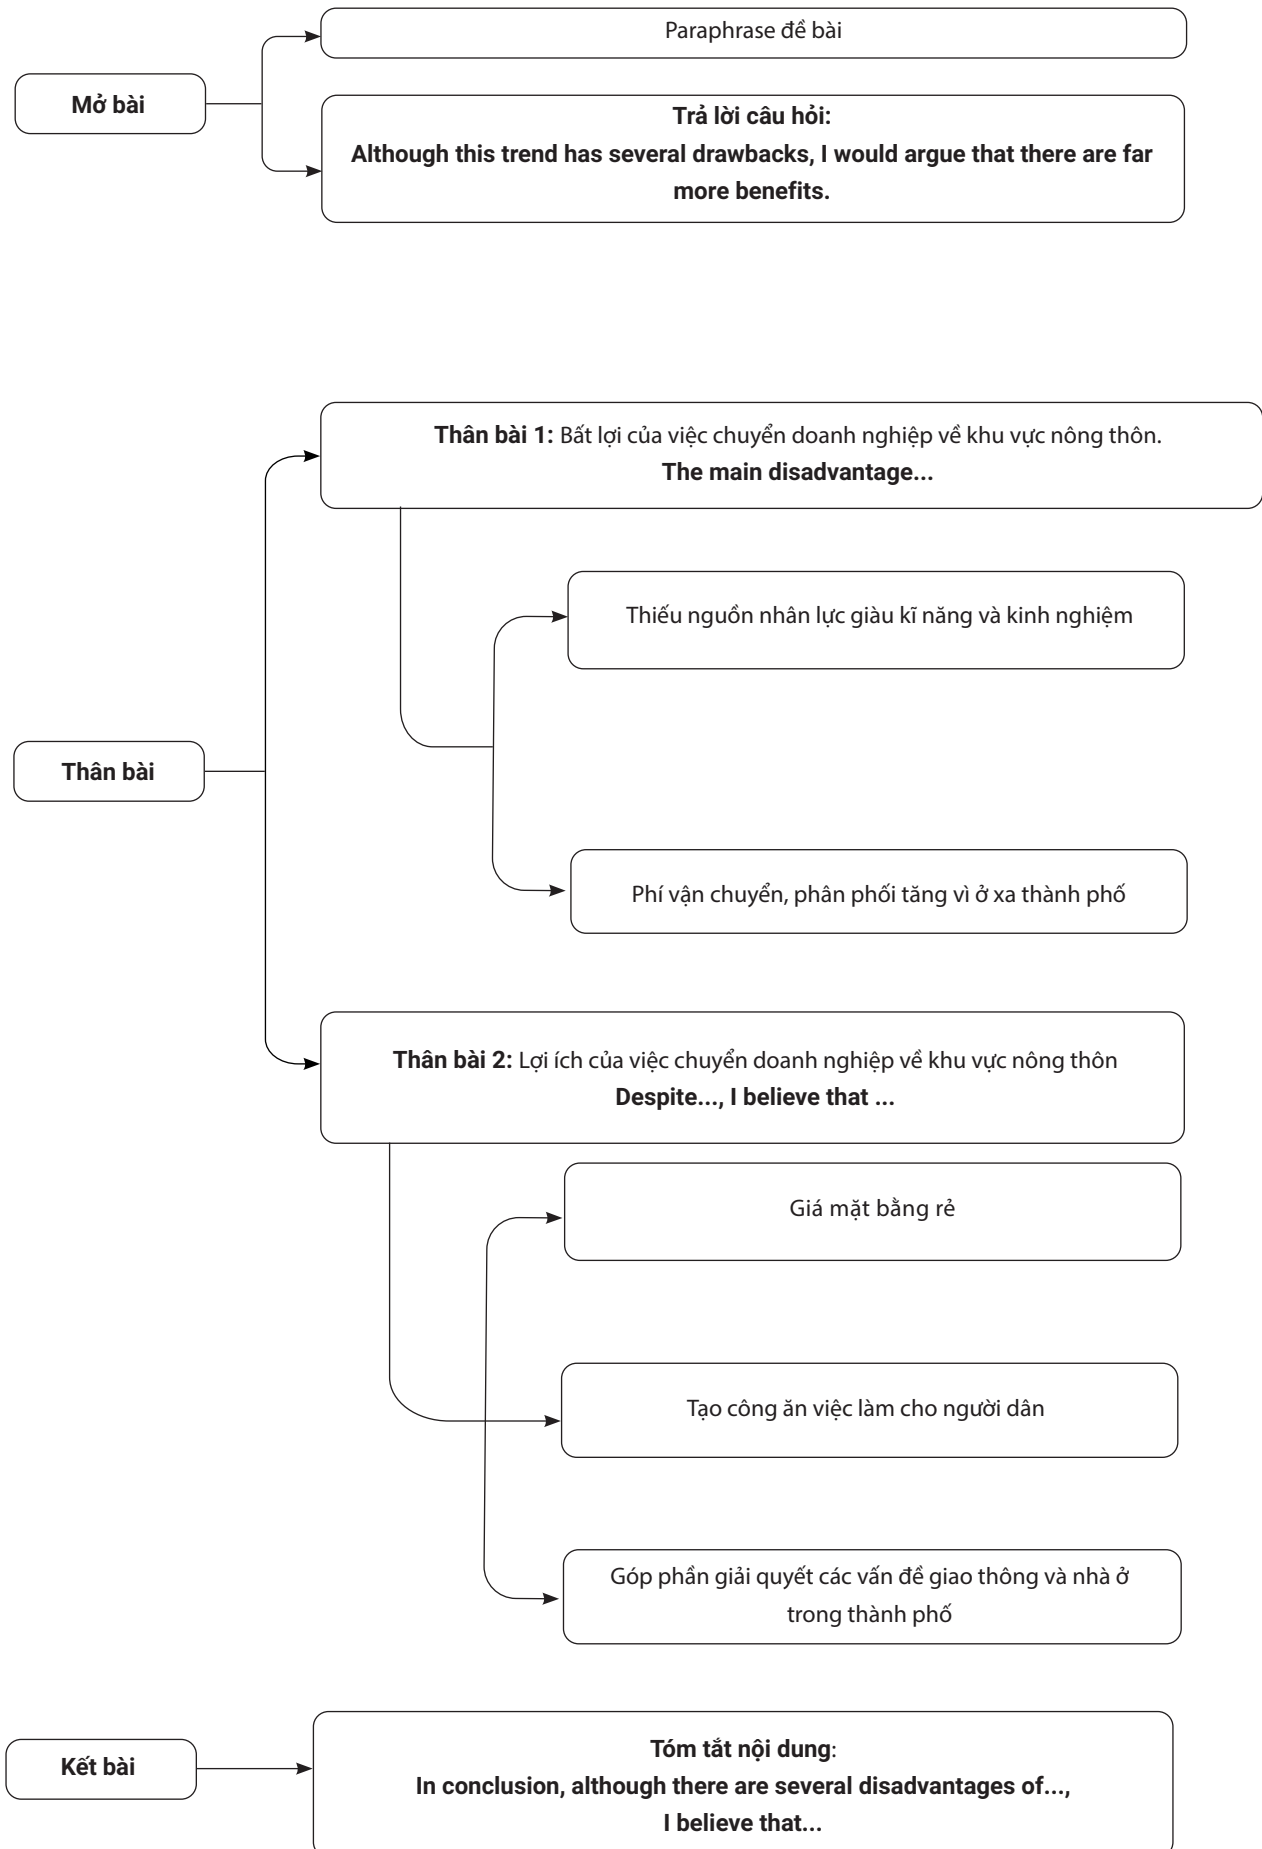 Paraphrase đề bài
Mở bài
Trả lời câu hỏi:
Although this trend has several drawbacks, I would argue that there are far
more benefits.
Thân bài 1: Bất lợi của việc chuyển doanh nghiệp về khu vực nông thôn.
The main disadvantage...
Thiếu nguồn nhân lực giàu kĩ năng và kinh nghiệm
Thân bài
Phí vận chuyển, phân phối tăng vì ở xa thành phố
Thân bài 2: Lợi ích của việc chuyển doanh nghiệp về khu vực nông thôn
Despite..., I believe that ...
Giá mặt bằng rẻ
Tạo công ăn việc làm cho người dân
Góp phần giải quyết các vấn đề giao thông và nhà ở
trong thành phố
Kết bài
Tóm tắt nội dung:
In conclusion, although there are several disadvantages of...,
I believe that...